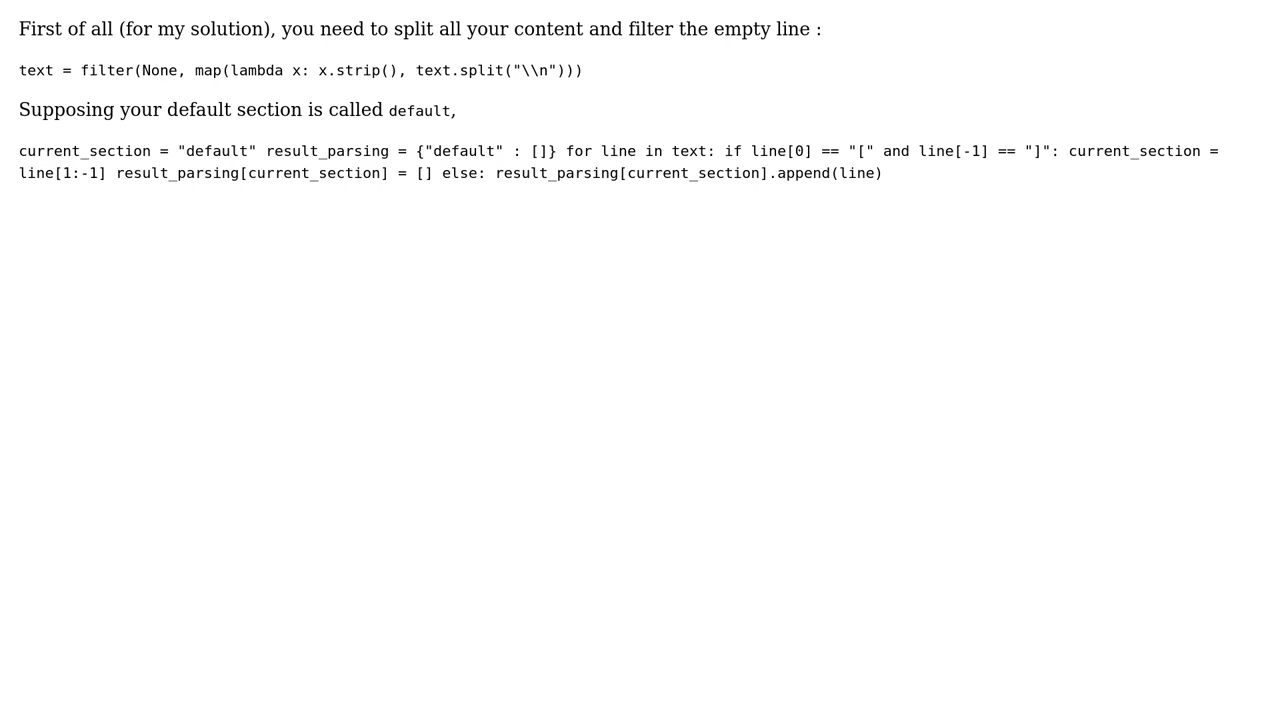 First of all (for my solution), you need to split all your content and filter the empty line :
text = filter(None, map(lambda x: x.strip(), text.split("\\n")))
Supposing your default section is called default,
current_section = "default" result_parsing = {"default" : []} for line in text: if line[0] == "[" and line[-1] == "]": current_section =
line[1:-1] result_parsing[current_section] = [] else: result_parsing[current_section].append(line)